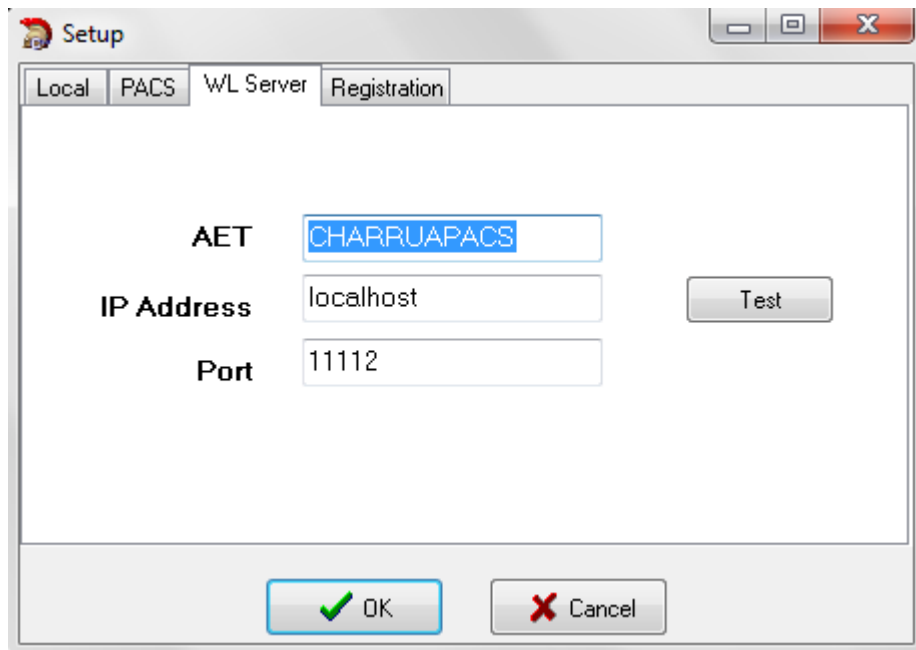 Setup
Local PACS WL Server Registration
AET CHARRUAPACS
IP Address localhost
Test
Port 11112
OK Cancel